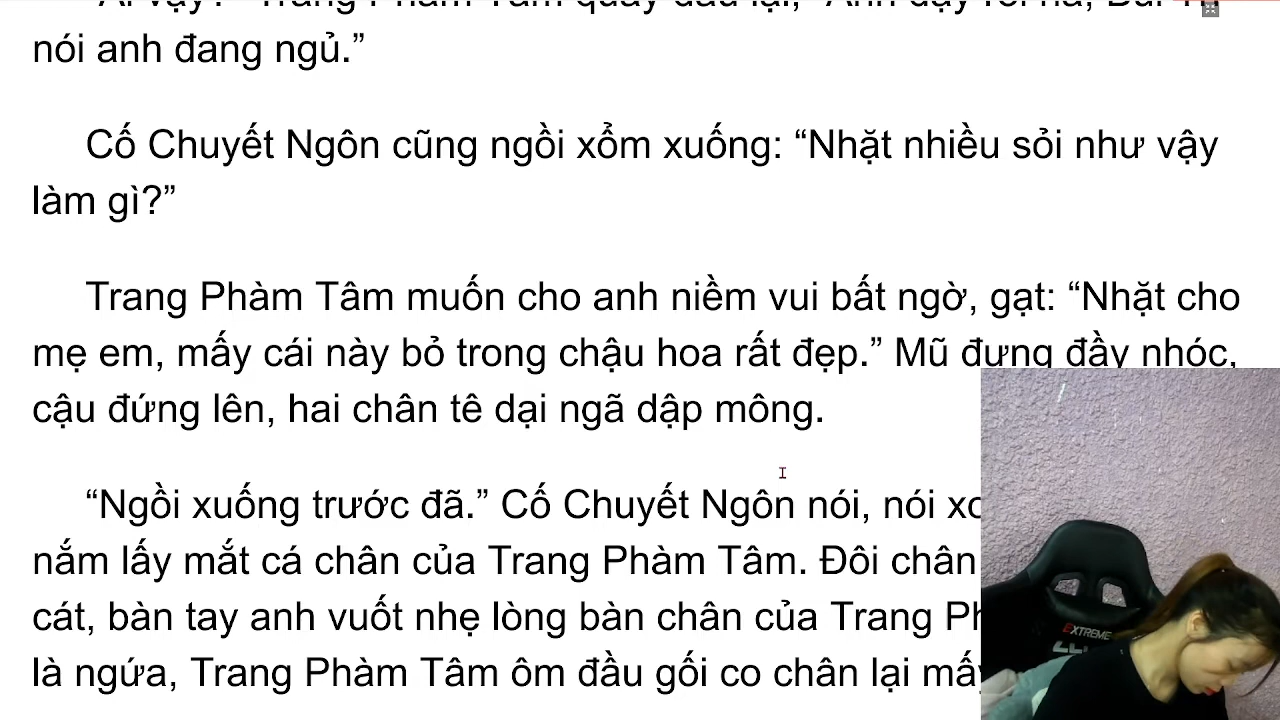 nói anh đang ngủ.”
Cố Chuyết Ngôn cũng ngồi xổm xuống: “Nhặt nhiều sỏi như vậy
làm gì?”
Trang Phàm Tâm muốn cho anh niềm vui bất ngờ, gạt: “Nhặt cho
mẹ em, mấy cái này bỏ trong chậu hoa rất đẹp.” Mũ đựng đầy nhóc,
cậu đứng lên, hai chân tê dại ngã dập mông.
“Ngồi xuống trước đã.” Cố Chuyết Ngôn nói, nói
nắm lấy mắt cá chân của Trang Phàm Tâm. Đôi chân
cát, bàn tay anh vuốt nhẹ lòng bàn chân của Trang
là ngứa, Trang Phàm Tâm ôm đầu gối co chân lại
EXTREME